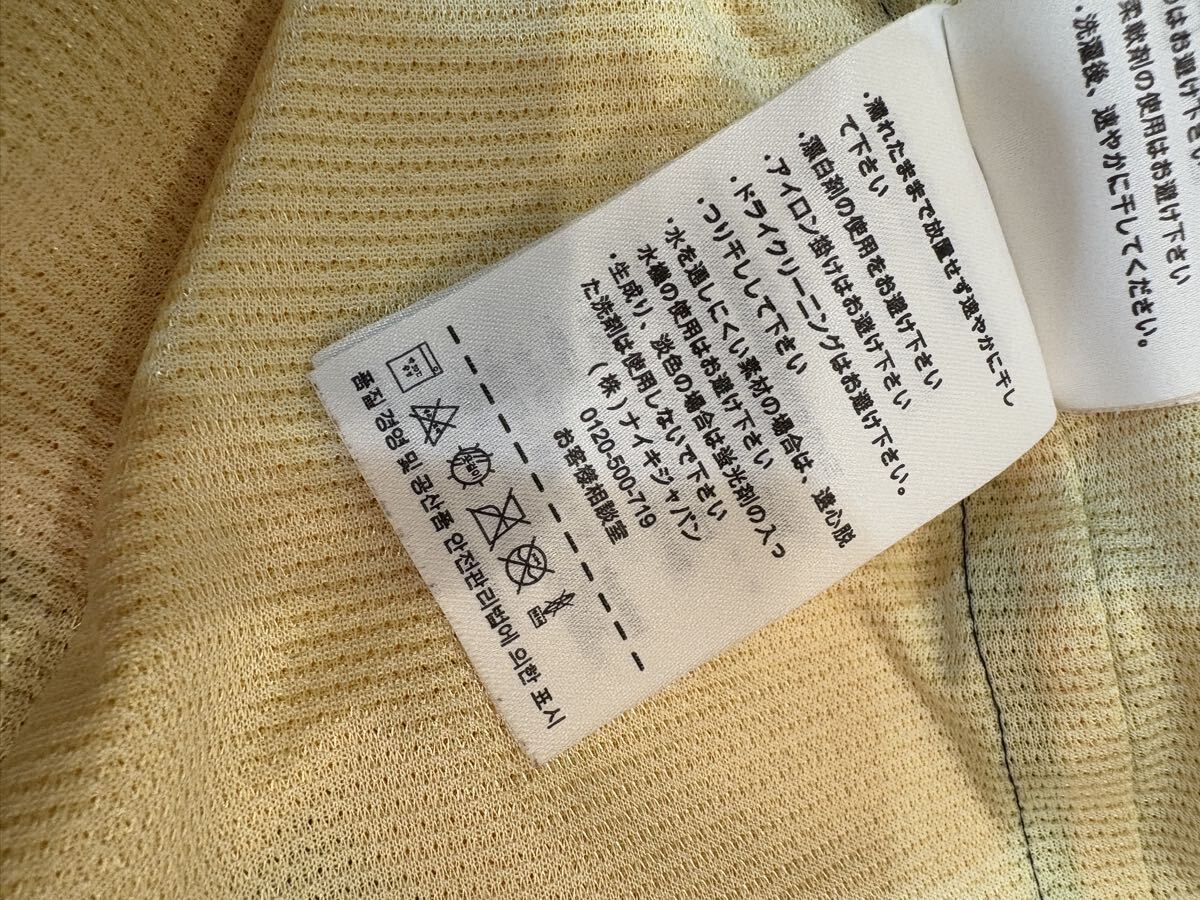 はお避け下さい
柔軟剤の使用はお避け下さい
・洗濯後、速やかに干してください。
・濡れたままで放置せず速やかに干し
て下さい
・漂白剤の使用をお避け下さい
・アイロン掛けはお避け下さい
・ドライクリーニングはお避け下さい。
・つり干しして下さい
・水を通しにくい素材の場合は、遠心脱
水機の使用はお避け下さい
・生成り、淡色の場合は蛍光剤の入っ
た洗剤は使用しないで下さい
(株)ナイキジャパン
0120-500-719
お客様相談室
품질 경영 및 공산품 안전관리법에 의한 표시